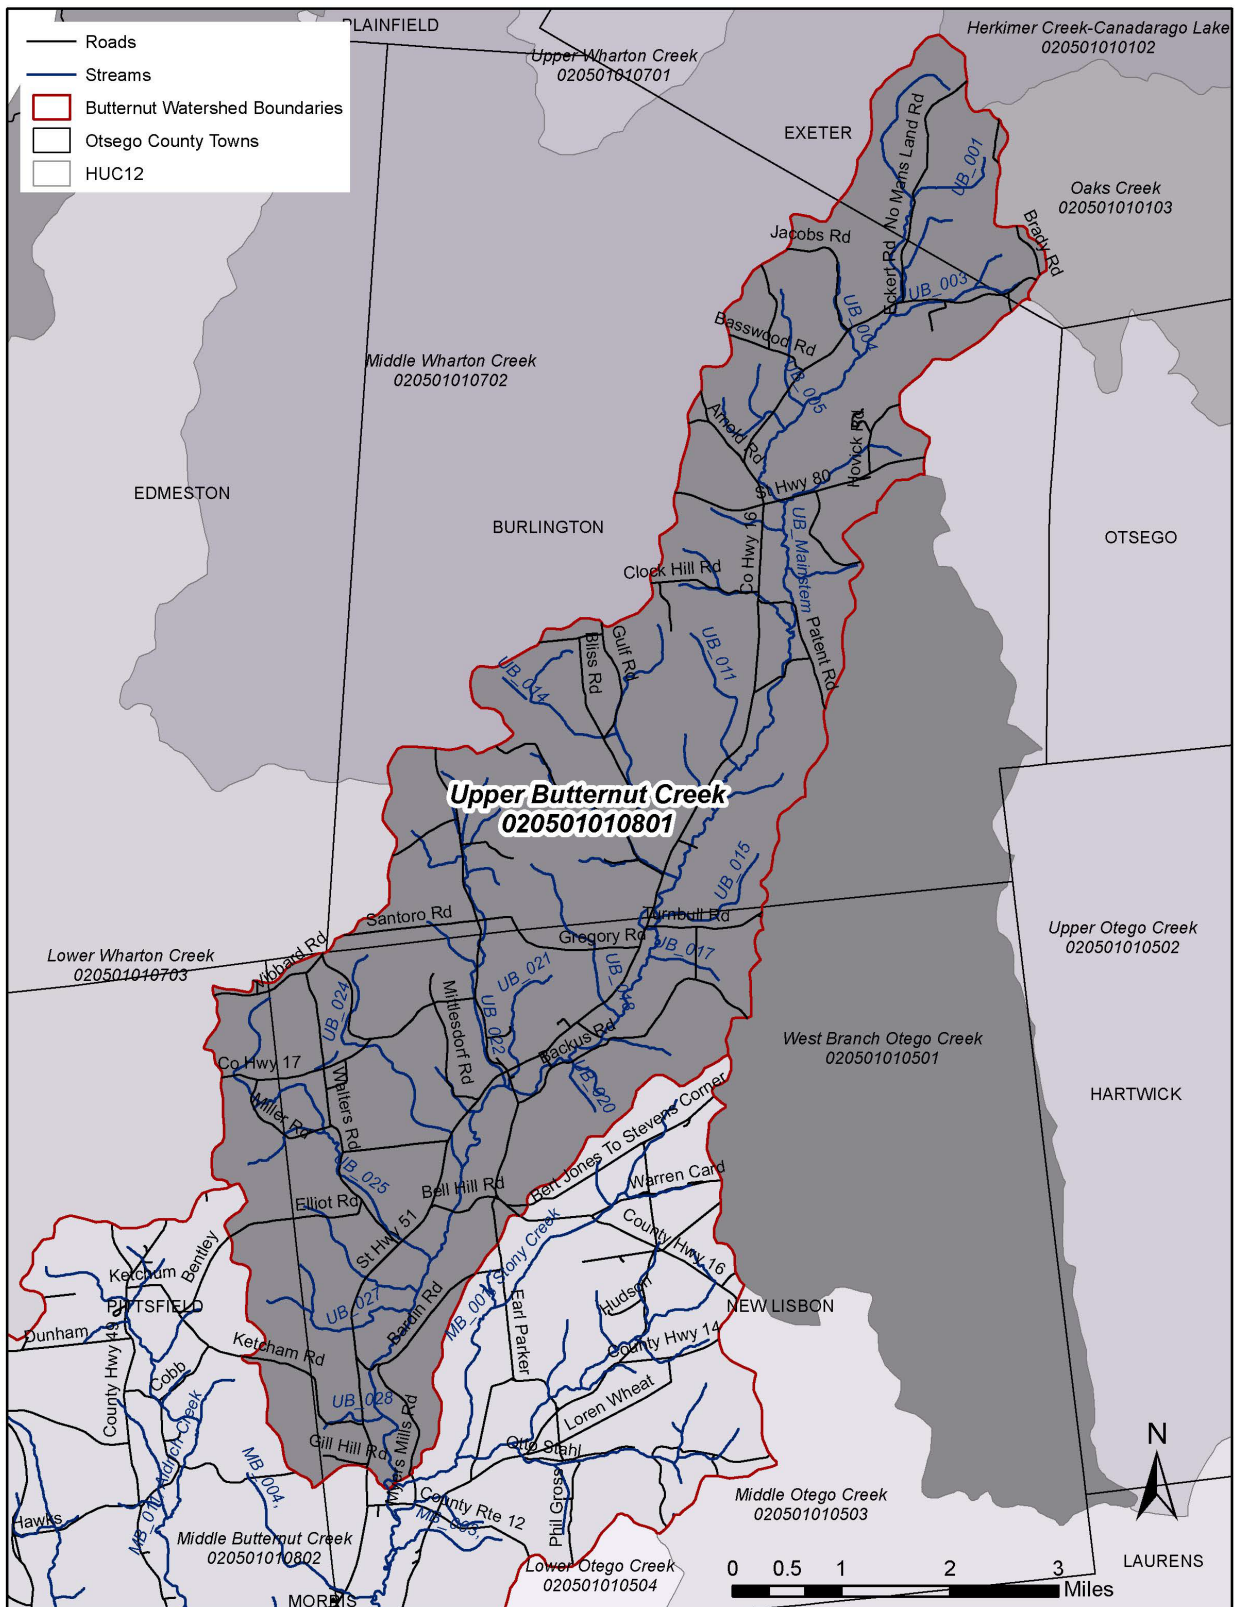 PLAINFIELD
Roads
Streams
Butternut Watershed Boundaries
Otsego County Towns
HUC12
Herkimer Creek-Canadarago Lake
020501010102
Upper Wharton Creek
020501010701
EXETER
No Mans Land Rd
UB_001
Oaks Creek
020501010103
Brady Rd
Jacobs Rd
Eckert Rd
UB_003
UB_004
Basswood Rd
Middle Wharton Creek
020501010702
UB_005
Arnold Rd
Hovick Rd
St Hwy 80
EDMESTON
BURLINGTON
OTSEGO
Co Hwy 16
UB_Mainstem
Clock Hill Rd
Patent Rd
Bliss Rd
Gulf Rd
UB_011
UB_014
Upper Butternut Creek
020501010801
UB_015
Santoro Rd
Turnbull Rd
Gregory Rd
UB_017
Upper Otego Creek
020501010502
Lower Wharton Creek
020501010703
Wibbard Rd
UB_021
UB_018
UB_024
Mittlesdorf Rd
UB_022
Backus Rd
West Branch Otego Creek
020501010501
Co Hwy 17
UB_020
HARTWICK
Miller Rd
Walters Rd
Bert Jones To Stevens Corner
UB_025
Warren Card
Elliot Rd
Bell Hill Rd
St Hwy 51
County Hwy 16
Bentley
Ketchum
MB_001, Stony Creek
PITTSFIELD
UB_027
Bardin Rd
Earl Parker
Hudson
NEW LISBON
Dunham
County Hwy 49
Ketcham Rd
County Hwy 14
Cobb
UB_028
Loren Wheat
Gill Hill Rd
Myers Mills Rd
Otto Stahl
MB_004,
Aldrich Creek
Hawks
County Rte 12
Phil Gross
Middle Otego Creek
020501010503
Middle Butternut Creek
020501010802
Lower Otego Creek
020501010504
LAURENS
MORRIS
N
0 0.5 1 2 3
Miles